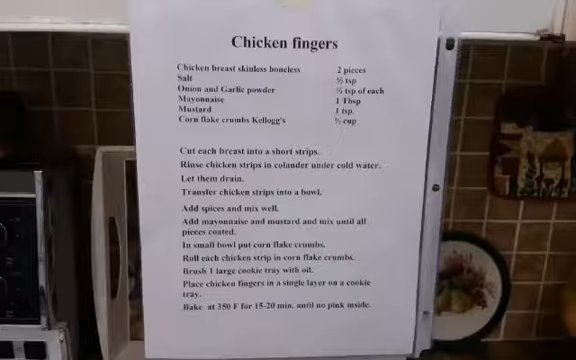 Chicken fingers
Chicken breast skinless boneless 2 pieces
Salt ½ tsp
Onion and Garlic powder ½ tsp of each
Mayonnaise 1 Tbsp
Mustard 1 tsp.
Corn flake crumbs Kellogg's ½ cup
Cut each breast into a short strips.
Rinse chicken strips in colander under cold water.
Let them drain.
Transfer chicken strips into a bowl.
Add spices and mix well.
Add mayonnaise and mustard and mix until all
pieces coated.
In small bowl put corn flake crumbs.
Roll each chicken strip in corn flake crumbs.
Brush 1 large cookie tray with oil.
Place chicken fingers in a single layer on a cookie
tray.
Bake at 350 F for 15-20 min. until no pink inside.